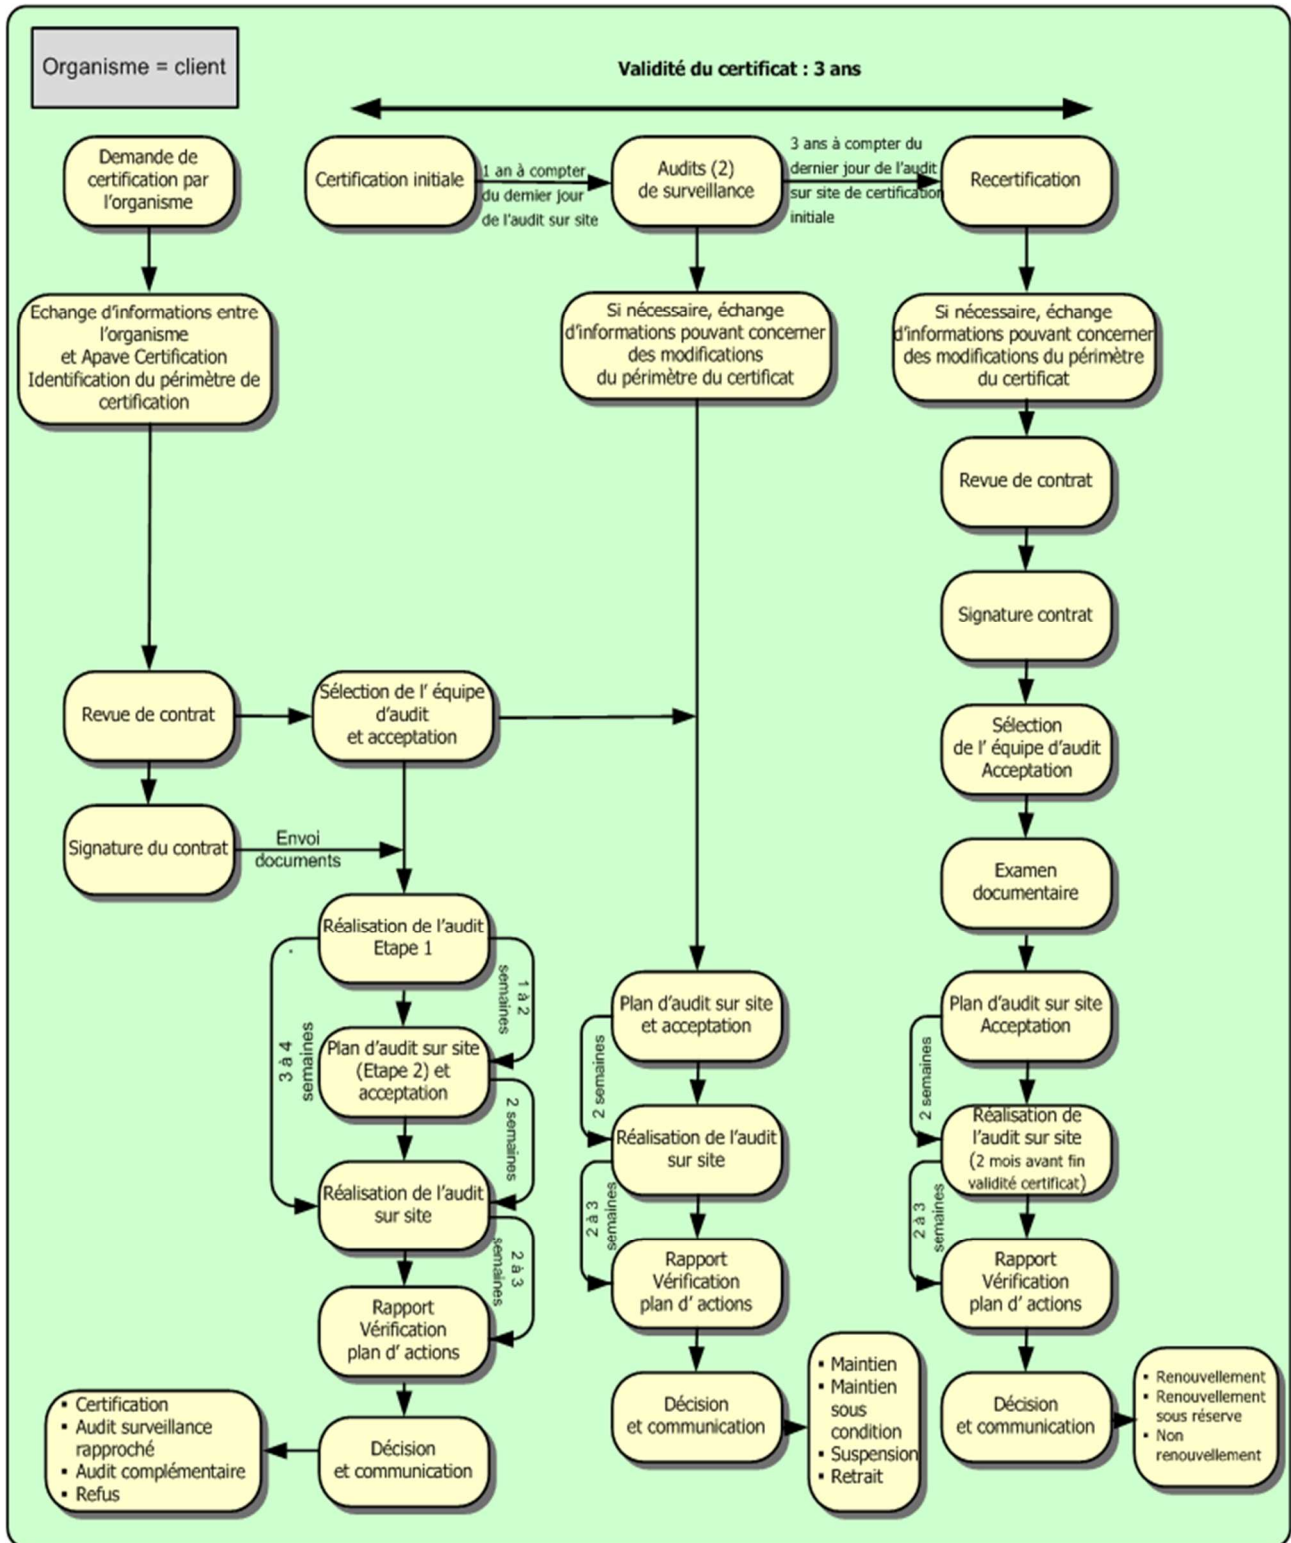 Organisme = client
Validité du certificat : 3 ans
Demande de
certification par
l'organisme
Certification initiale
1 an à compter
du dernier jour
de l'audit sur site
Audits (2)
de surveillance
3 ans à compter du
dernier jour de l'audit
sur site de certification
initiale
Recertification
Echange d'informations entre
l'organisme
et Apave Certification
Identification du périmètre de
certification
Si nécessaire, échange
d'informations pouvant concerner
des modifications
du périmètre du certificat
Si nécessaire, échange
d'informations pouvant concerner
des modifications du périmètre
du certificat
Revue de contrat
Signature contrat
Revue de contrat
Sélection de l' équipe
d'audit
et acceptation
Sélection
de l' équipe d'audit
Acceptation
Signature du contrat
Envoi
documents
Examen
documentaire
Réalisation de l'audit
Etape 1
1 à 2
semaines
3 à 4
semaines
Plan d'audit sur site
(Etape 2) et
acceptation
2 semaines
Réalisation de l'audit
sur site
2 à 3
semaines
Rapport
Vérification
plan d' actions
Décision
et communication
▪ Certification
▪ Audit surveillance
rapproché
▪ Audit complémentaire
▪ Refus
Plan d'audit sur site
et acceptation
2 semaines
Réalisation de l'audit
sur site
2 à 3
semaines
Rapport
Vérification
plan d' actions
Décision
et communication
▪ Maintien
▪ Maintien
sous
condition
▪ Suspension
▪ Retrait
Plan d'audit sur site
Acceptation
2 semaines
Réalisation de
l'audit sur site
(2 mois avant fin
validité certificat)
2 à 3
semaines
Rapport
Vérification
plan d' actions
Décision
et communication
▪ Renouvellement
▪ Renouvellement
sous réserve
▪ Non
renouvellement